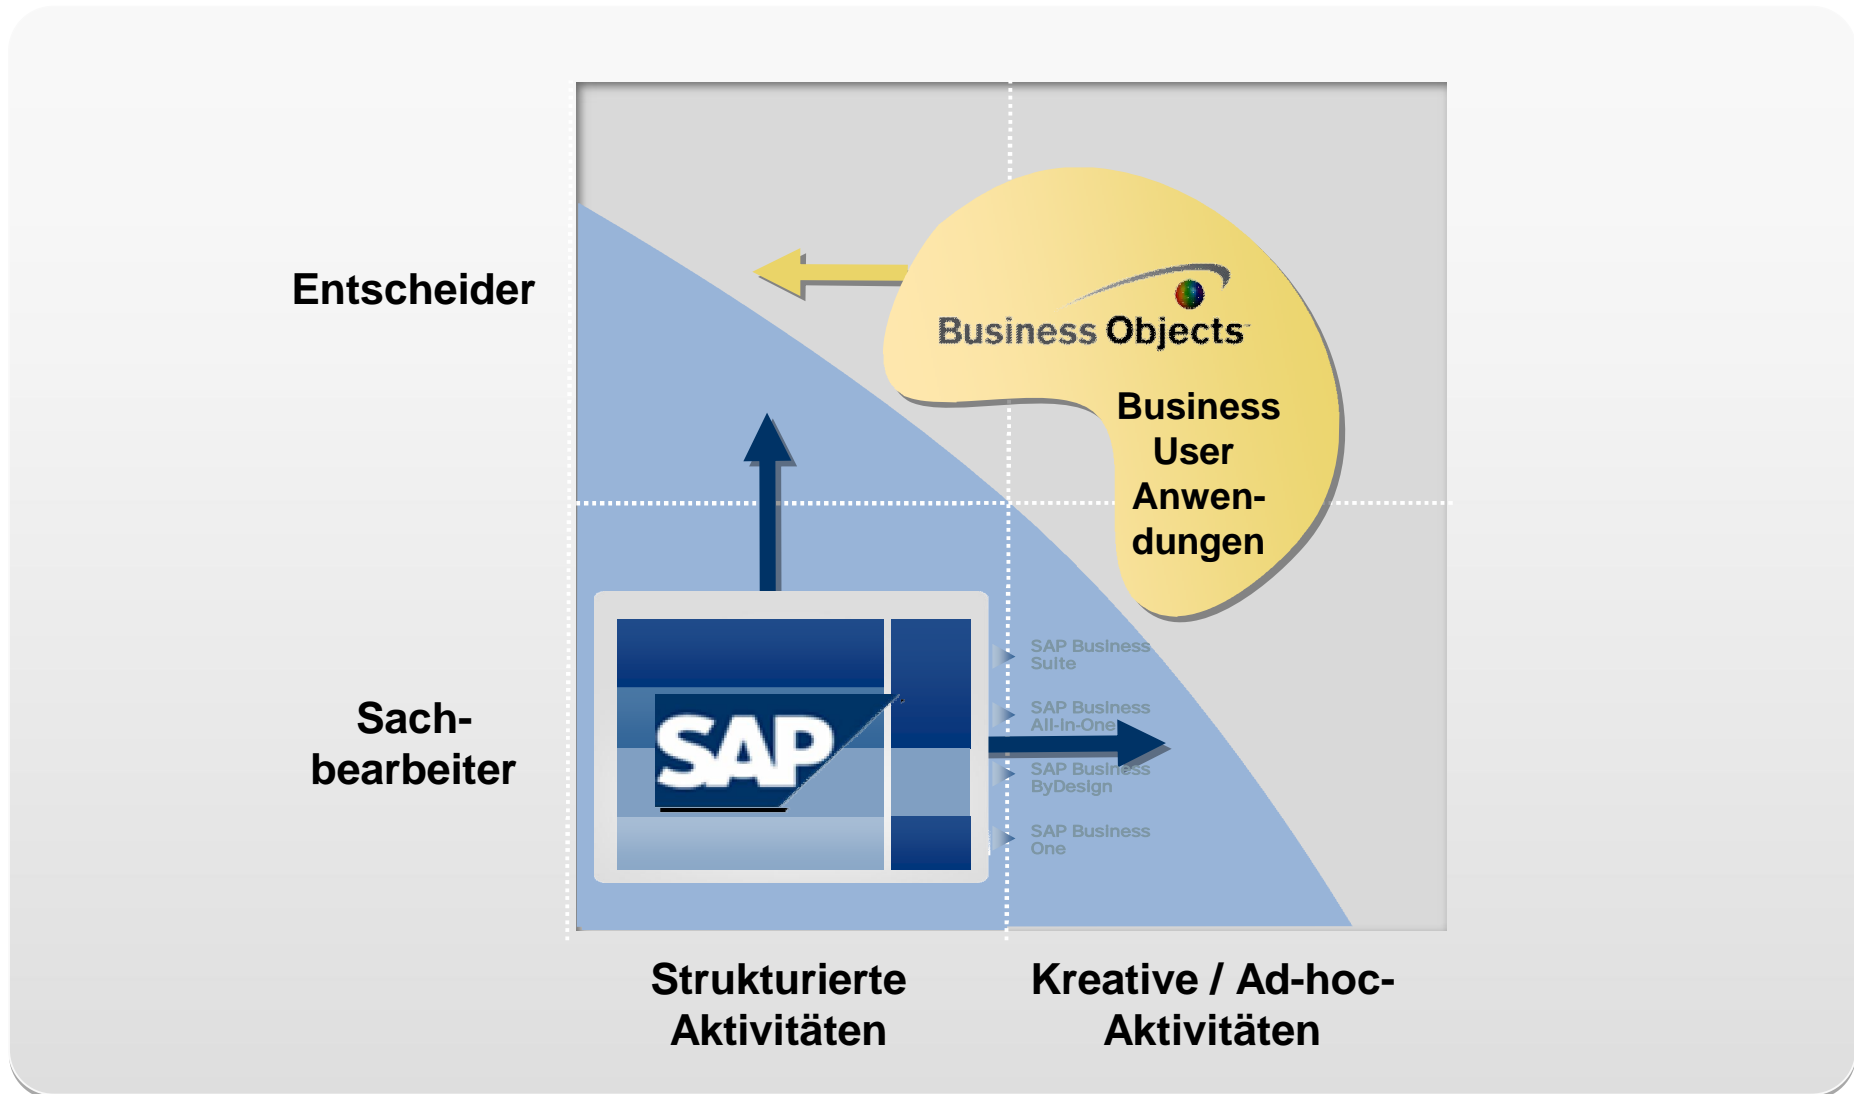 Entscheider
Business Objects
Business
User
Anwen-
dungen
Sach-
bearbeiter
SAP
SAP Business
Suite
SAP Business
All-in-One
SAP Business
ByDesign
SAP Business
One
Strukturierte
Aktivitäten
Kreative / Ad-hoc-
Aktivitäten